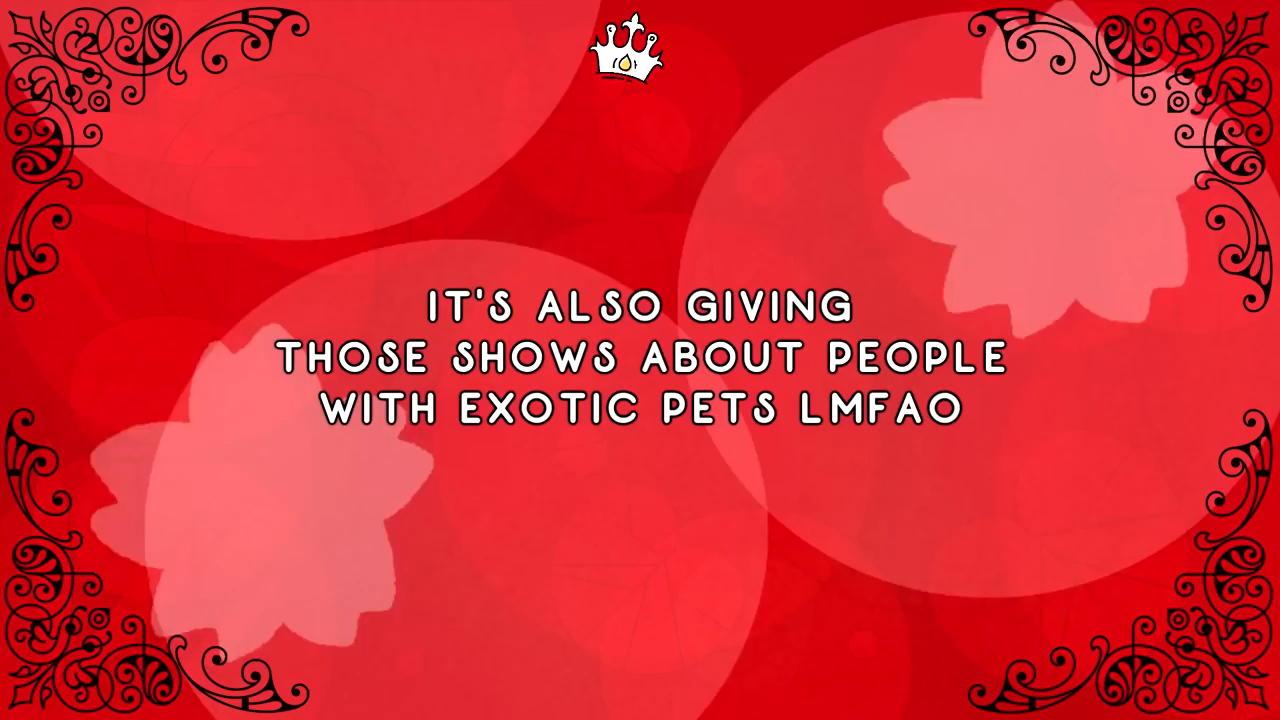 IT'S ALSO GIVING
THOSE SHOWS ABOUT PEOPLE
WITH EXOTIC PETS LMFAO